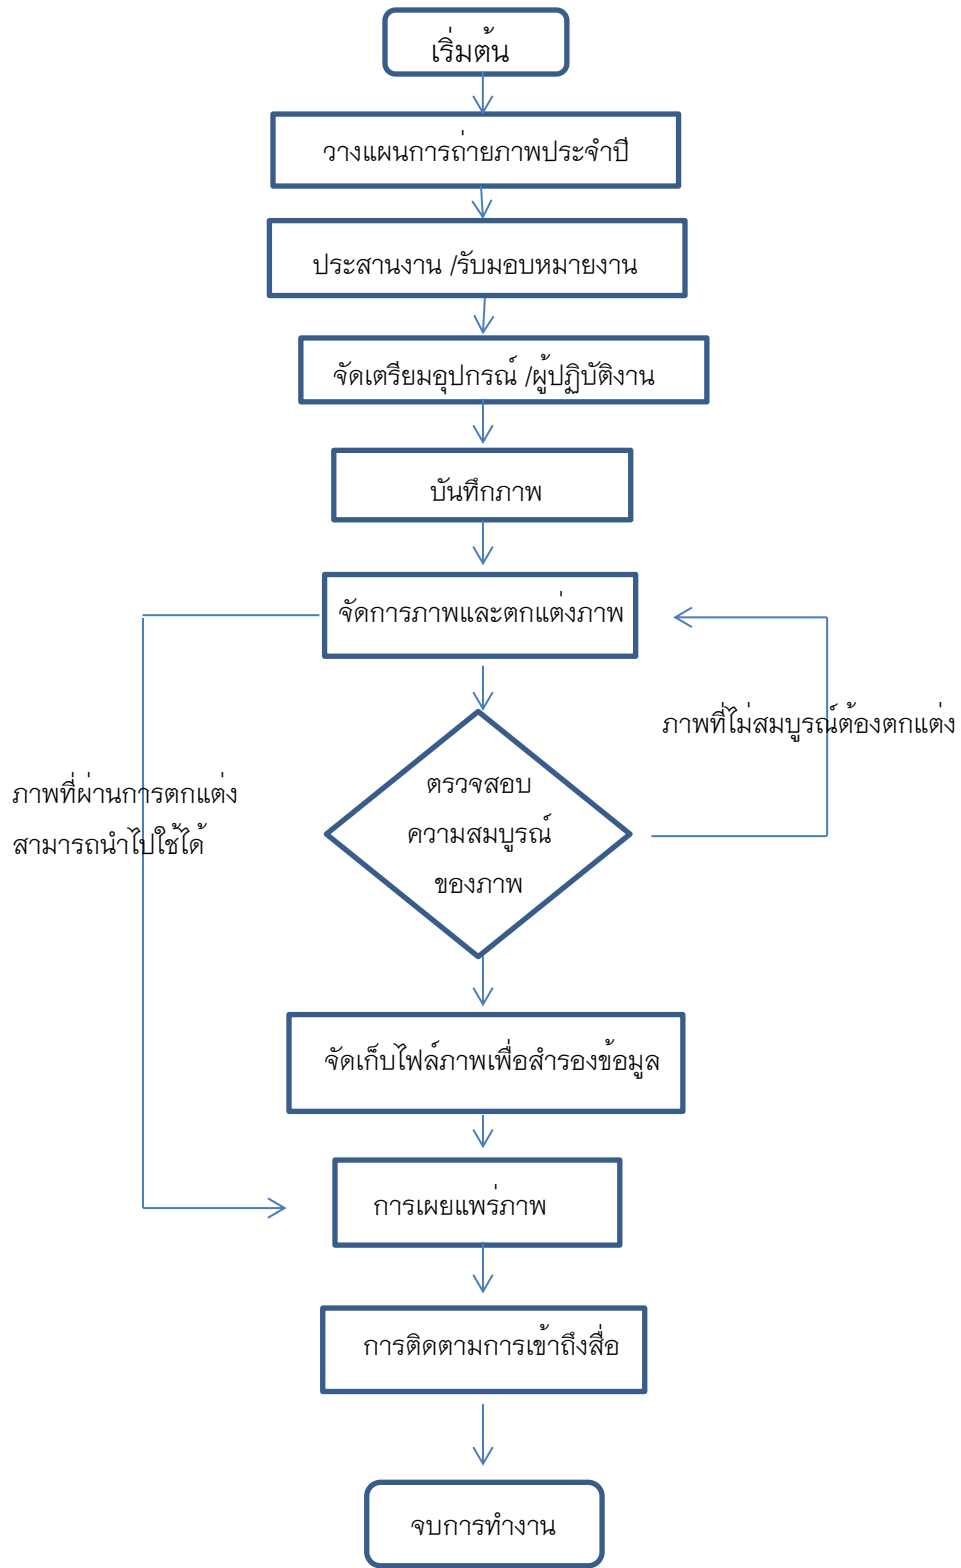 เริ่มต้น
วางแผนการถ่ายภาพประจำปี
ประสานงาน /รับมอบหมายงาน
จัดเตรียมอุปกรณ์ /ผู้ปฏิบัติงาน
บันทึกภาพ
จัดการภาพและตกแต่งภาพ
ภาพที่ไม่สมบูรณ์ต้องตกแต่ง
ภาพที่ผ่านการตกแต่ง
สามารถนำไปใช้ได้
ตรวจสอบ
ความสมบูรณ์
ของภาพ
จัดเก็บไฟล์ภาพเพื่อสำรองข้อมูล
การเผยแพร่ภาพ
การติดตามการเข้าถึงสื่อ
จบการทำงาน